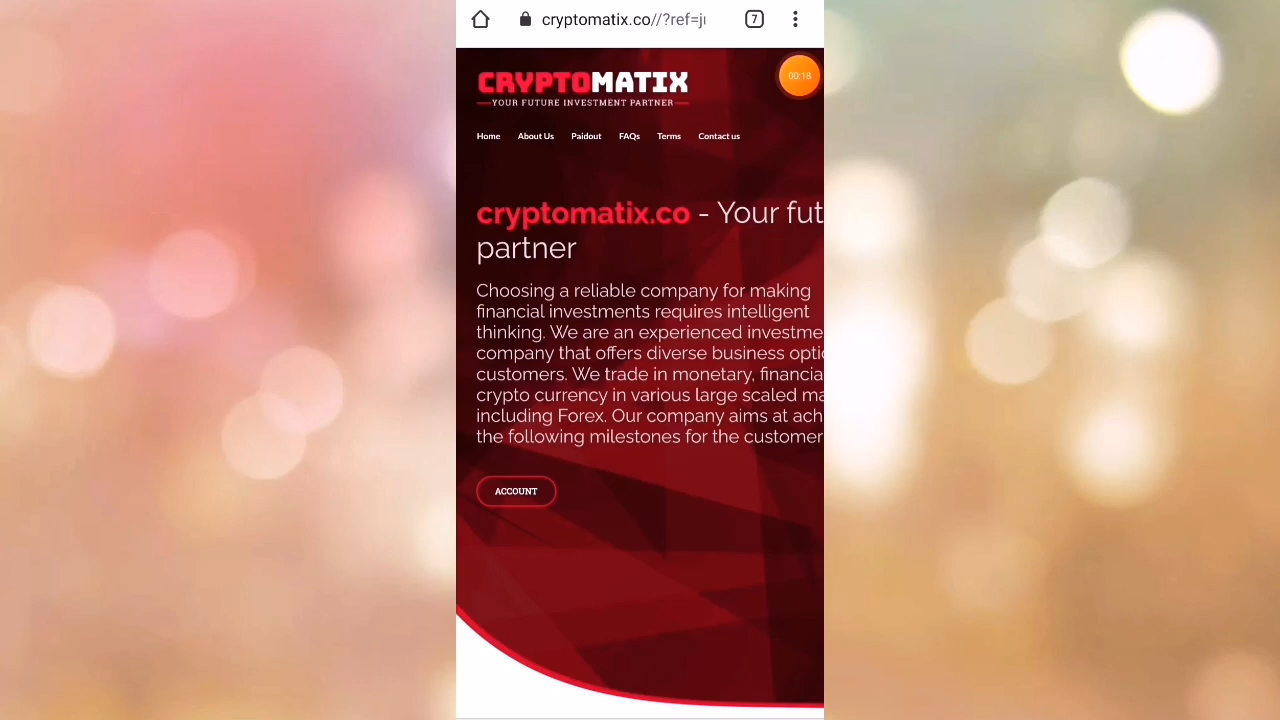 cryptomatix.co//?ref=
7
00:18
CRYPTOMATIX
YOUR FUTURE INVESTMENT PARTNER
Home About Us Paidout FAQs Terms Contact us
cryptomatix.co - Your fut
partner
Choosing a reliable company for making
financial investments requires intelligent
thinking. We are an experienced investme
company that offers diverse business optio
customers. We trade in monetary, financia
crypto currency in various large scaled ma
including Forex. Our company aims at ach
the following milestones for the customer
ACCOUNT